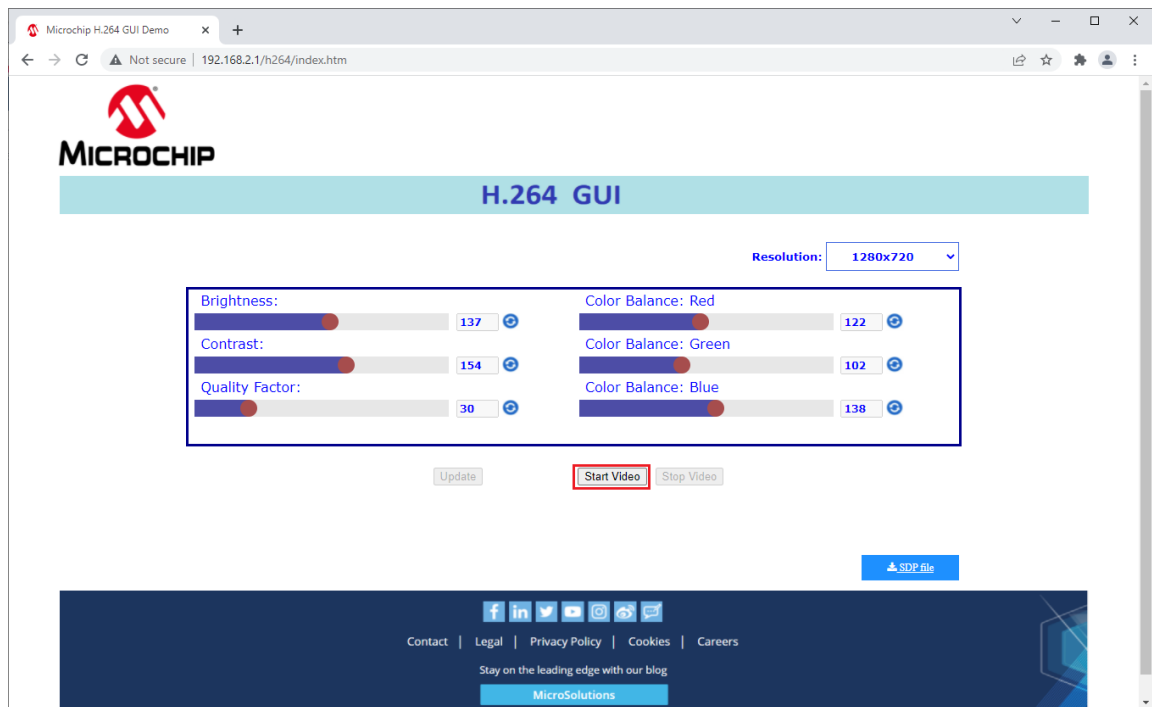 Microchip H.264 GUI Demo
Not secure 192.168.2.1/h264/index.htm
MICROCHIP
H.264 GUI
Resolution: 1280x720
Brightness:
137
Contrast:
154
Quality Factor:
30
Color Balance: Red
122
Color Balance: Green
102
Color Balance: Blue
138
Update Start Video Stop Video
SDP file
Contact | Legal | Privacy Policy | Cookies | Careers
Stay on the leading edge with our blog
MicroSolutions